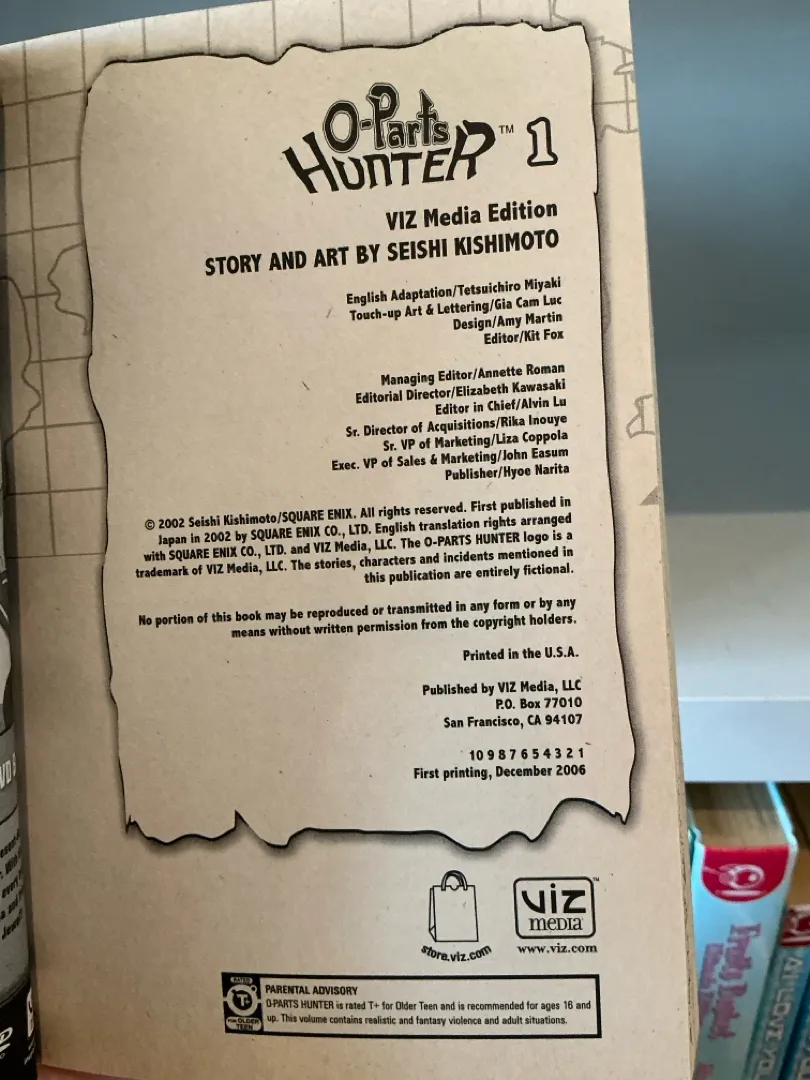 O-Parts
HUNTER™ 1
VIZ Media Edition
STORY AND ART BY SEISHI KISHIMOTO
English Adaptation/Tetsuichiro Miyaki
Touch-up Art & Lettering/Gia Cam Luc
Design/Amy Martin
Editor/Kit Fox
Managing Editor/Annette Roman
Editorial Director/Elizabeth Kawasaki
Editor in Chief/Alvin Lu
Sr. Director of Acquisitions/Rika Inouye
Sr. VP of Marketing/Liza Coppola
Exec. VP of Sales & Marketing/John Easum
Publisher/Hyoe Narita
© 2002 Seishi Kishimoto/SQUARE ENIX. All rights reserved. First published in
Japan in 2002 by SQUARE ENIX CO., LTD. English translation rights arranged
with SQUARE ENIX CO., LTD. and VIZ Media, LLC. The O-PARTS HUNTER logo is a
trademark of VIZ Media, LLC. The stories, characters and incidents mentioned in
this publication are entirely fictional.
No portion of this book may be reproduced or transmitted in any form or by any
means without written permission from the copyright holders.
Printed in the U.S.A.
Published by VIZ Media, LLC
P.O. Box 77010
San Francisco, CA 94107
10 9 8 7 6 5 4 3 2 1
First printing, December 2006
store.viz.com
VIZ
media™
www.viz.com
RATED
T+
FOR OLDER
TEEN
PARENTAL ADVISORY
O-PARTS HUNTER is rated T+ for Older Teen and is recommended for ages 16 and
up. This volume contains realistic and fantasy violence and adult situations.